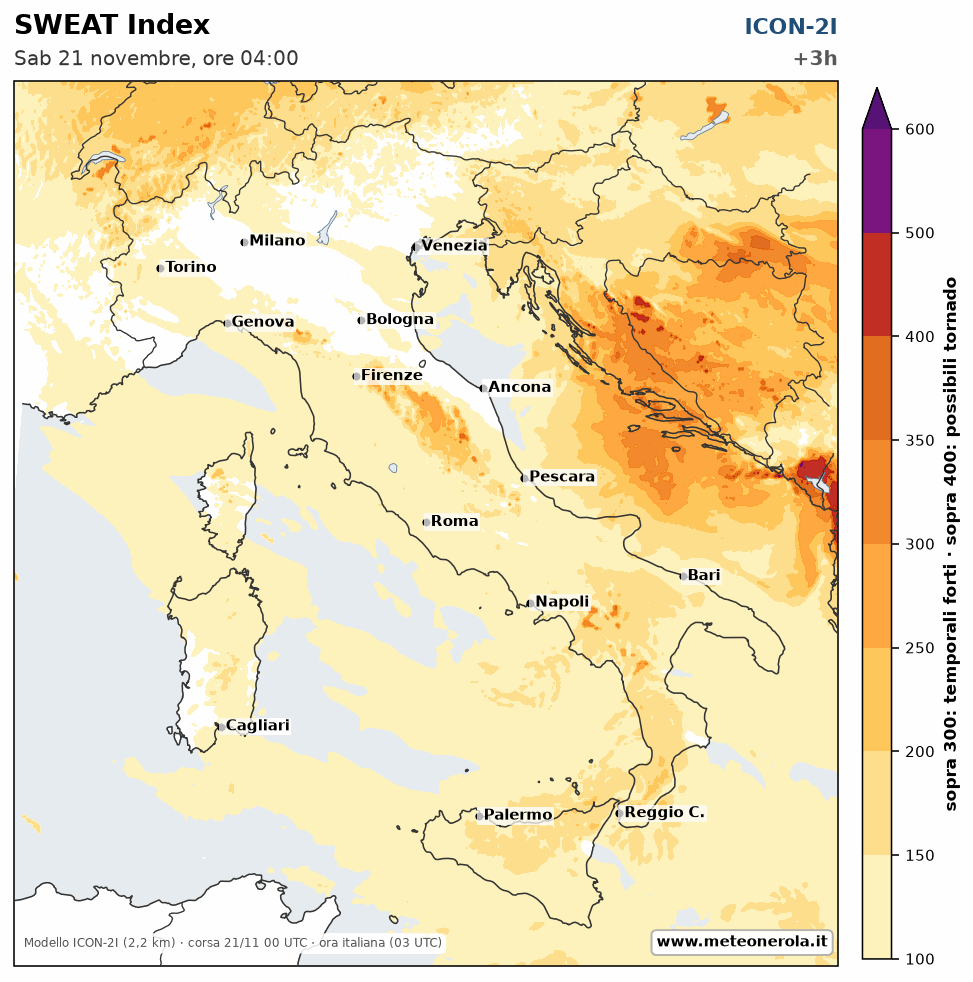 SWEAT Index
ICON-2I
Sab 21 novembre, ore 04:00
+3h
Milano
Venezia
Torino
Genova
Bologna
Firenze
Ancona
Pescara
Roma
Bari
Napoli
Cagliari
Palermo
Reggio C.
Modello ICON-2I (2,2 km) · corsa 21/11 00 UTC · ora italiana (03 UTC)
www.meteonerola.it
600
500
400
350
300
250
200
150
100
sopra 300: temporali forti · sopra 400: possibili tornado